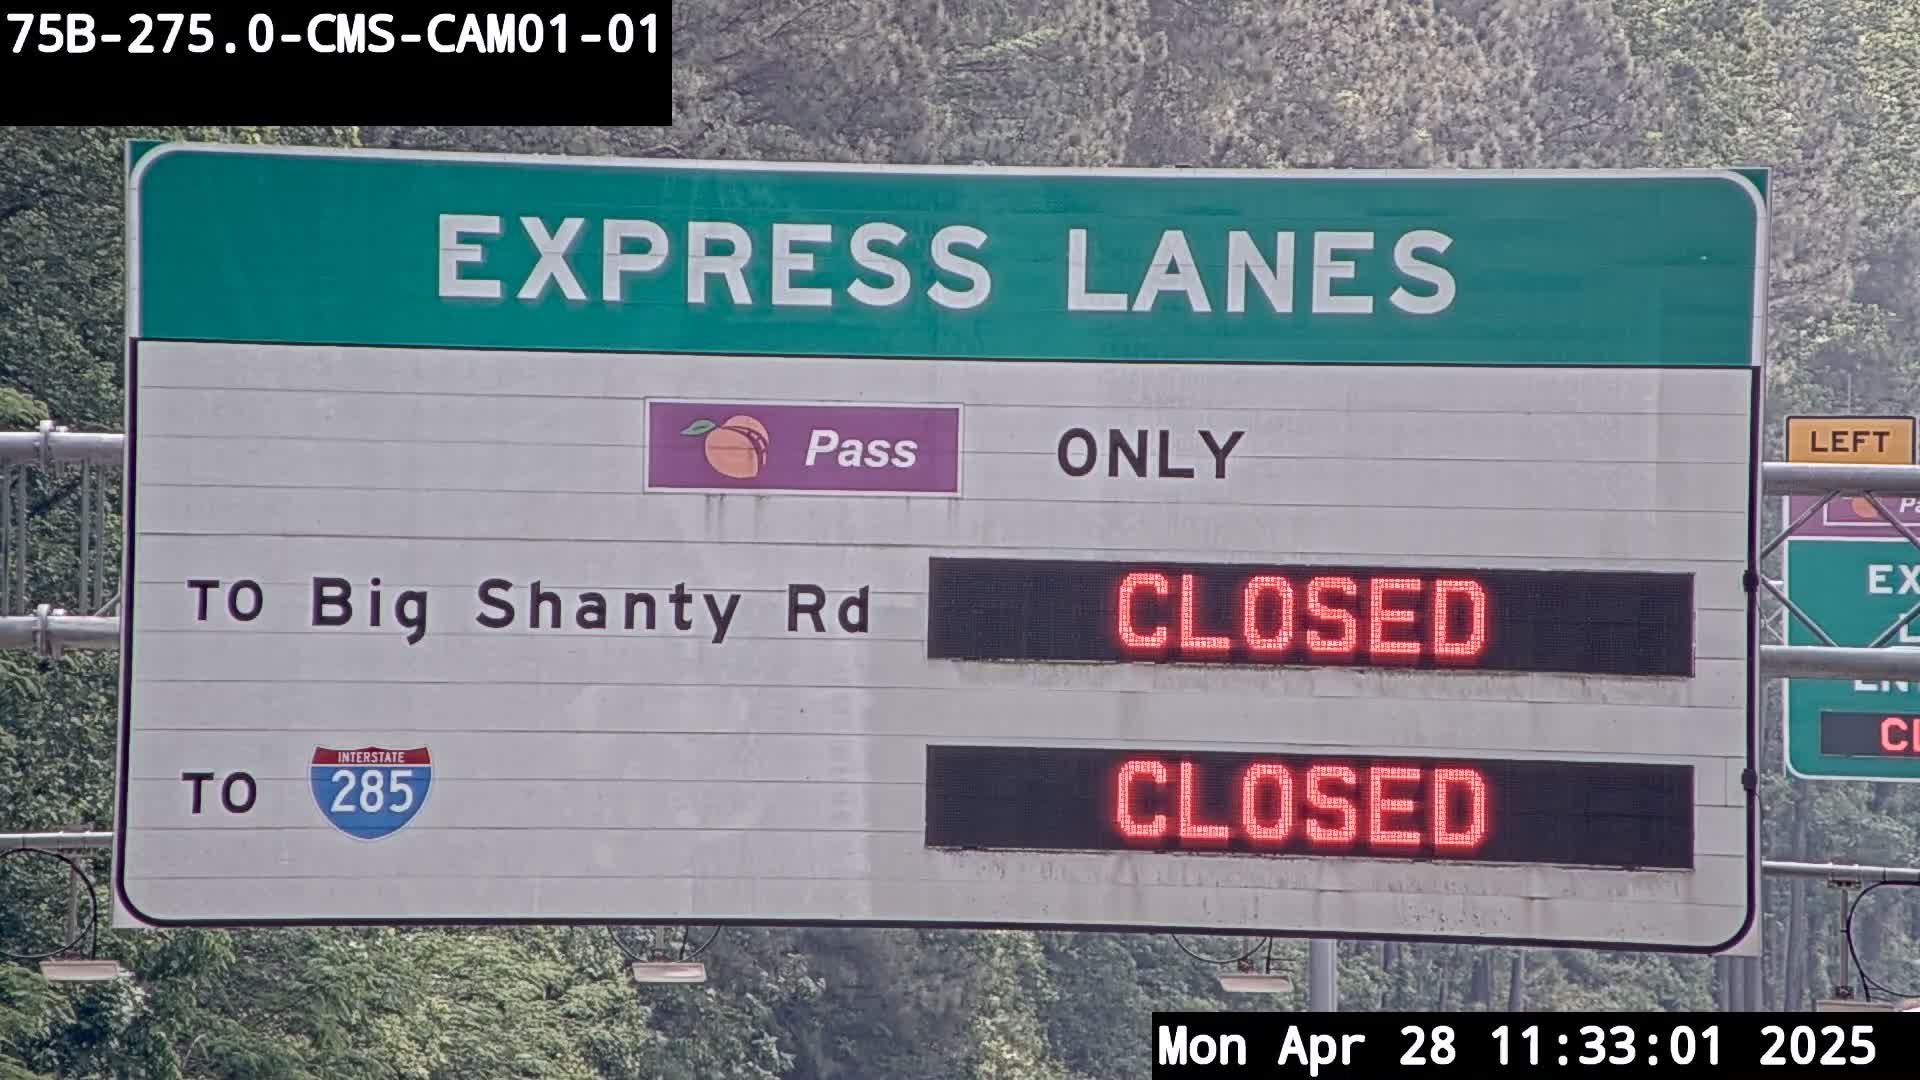 75B-275.0-CMS-CAM01-01
EXPRESS LANES
Pass ONLY
TO Big Shanty Rd CLOSED
TO INTERSTATE 285 CLOSED
LEFT
EX
Mon Apr 28 11:33:01 2025